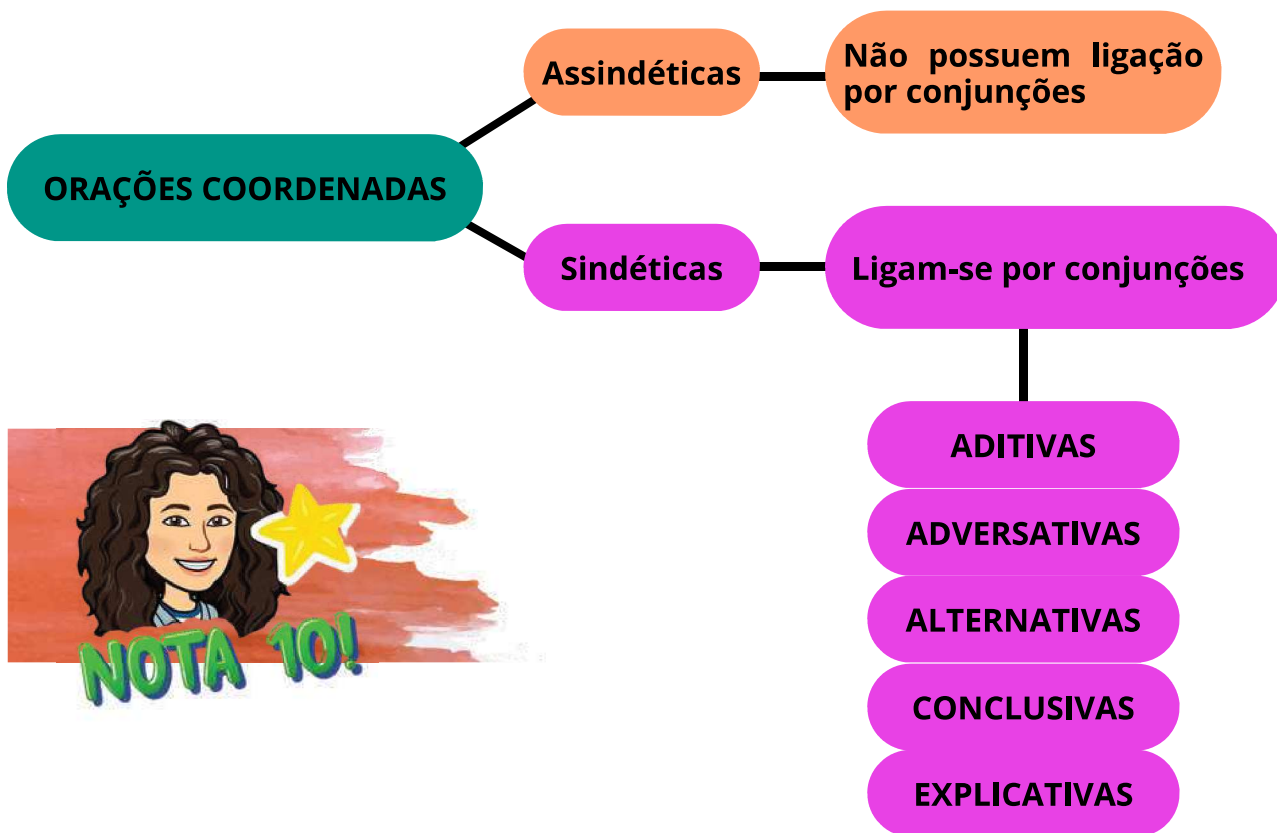 Assindéticas
Não possuem ligação
por conjunções
ORAÇÕES COORDENADAS
Sindéticas
Ligam-se por conjunções
ADITIVAS
ADVERSATIVAS
ALTERNATIVAS
CONCLUSIVAS
EXPLICATIVAS
NOTA 10!